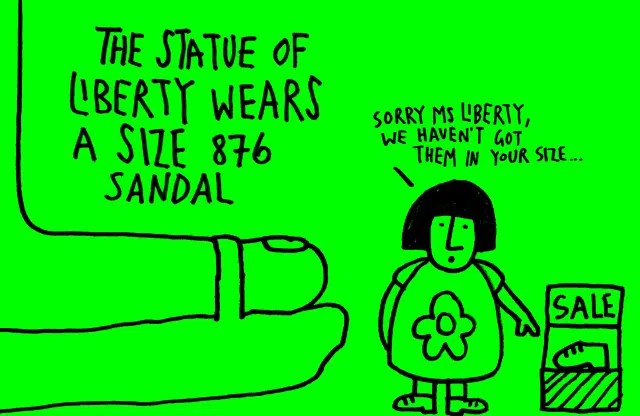 THE STATUE OF
LIBERTY WEARS
A SIZE 876
SANDAL
SORRY MS LIBERTY,
WE HAVEN'T GOT
THEM IN YOUR SIZE...
SALE